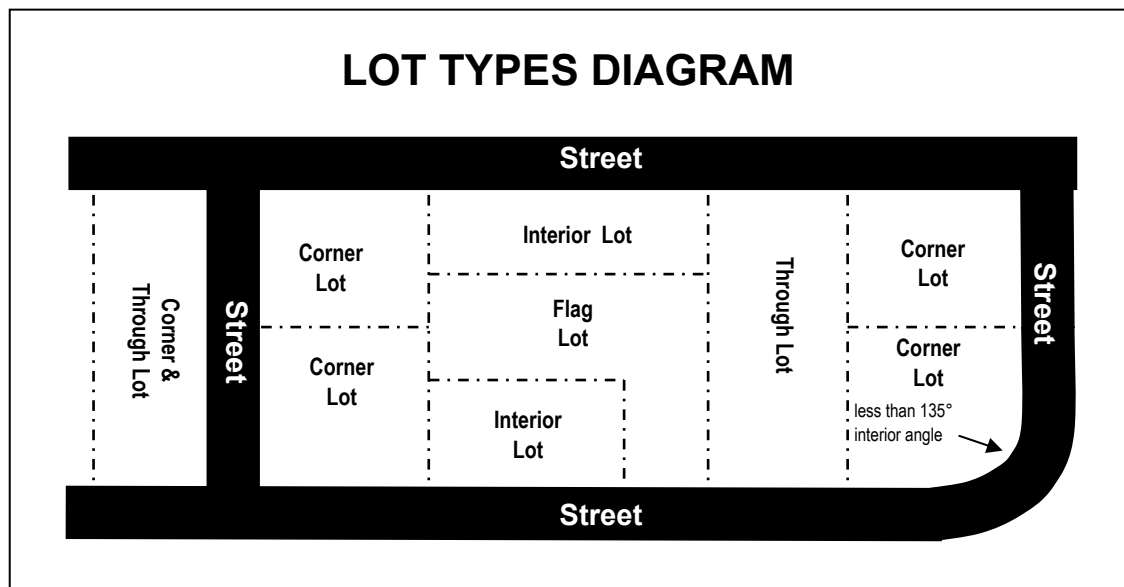 LOT TYPES DIAGRAM
Street
Corner &
Through Lot
Street
Corner
Lot
Corner
Lot
Interior Lot
Flag
Lot
Interior
Lot
Through Lot
Corner
Lot
Corner
Lot
less than 135°
interior angle
Street
Street